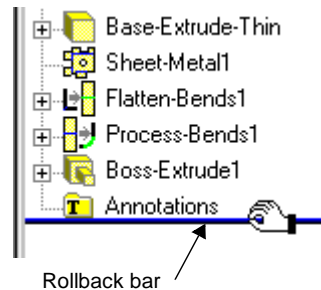 Base-Extrude-Thin
Sheet-Metal1
Flatten-Bends1
Process-Bends1
Boss-Extrude1
Annotations
Rollback bar